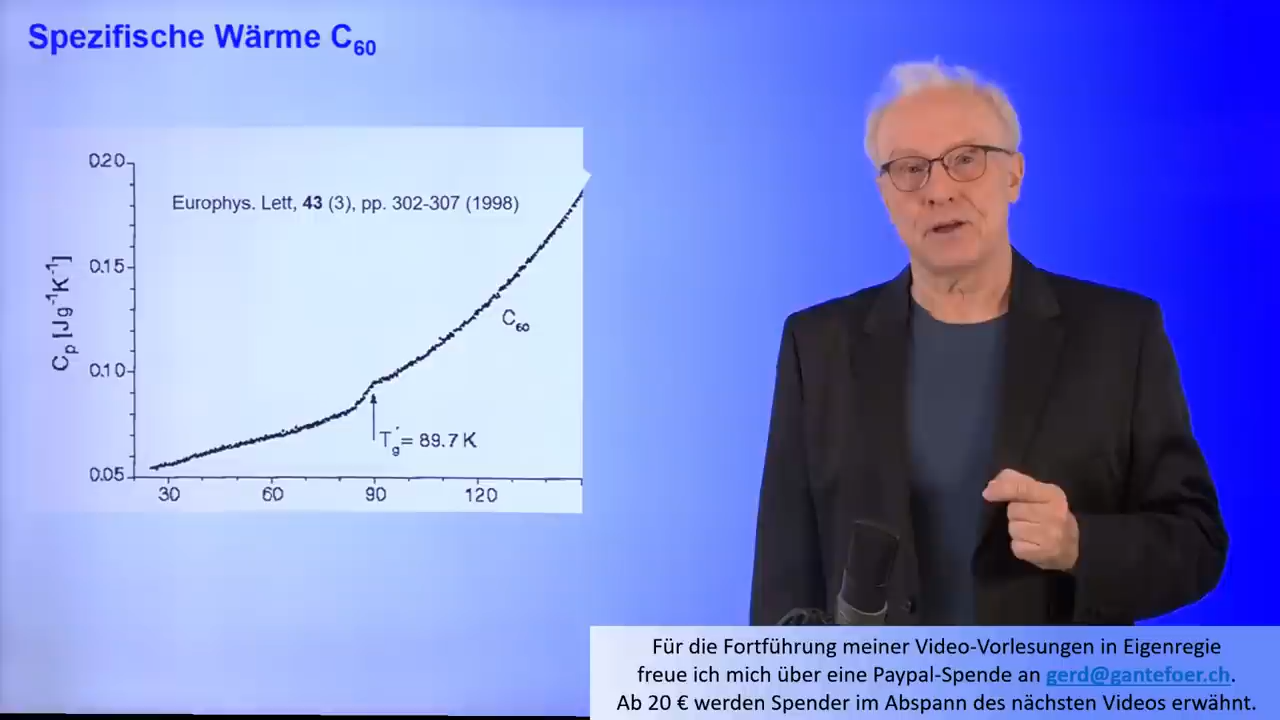 Spezifische Wärme C60
0.20
Europhys. Lett, 43 (3), pp. 302-307 (1998)
0.15
Cp [Jg-1K-1]
C60
0.10
Tg´= 89.7 K
0.05
30 60 90 120
Für die Fortführung meiner Video-Vorlesungen in Eigenregie
freue ich mich über eine Paypal-Spende an gerd@gantefoer.ch.
Ab 20 € werden Spender im Abspann des nächsten Videos erwähnt.